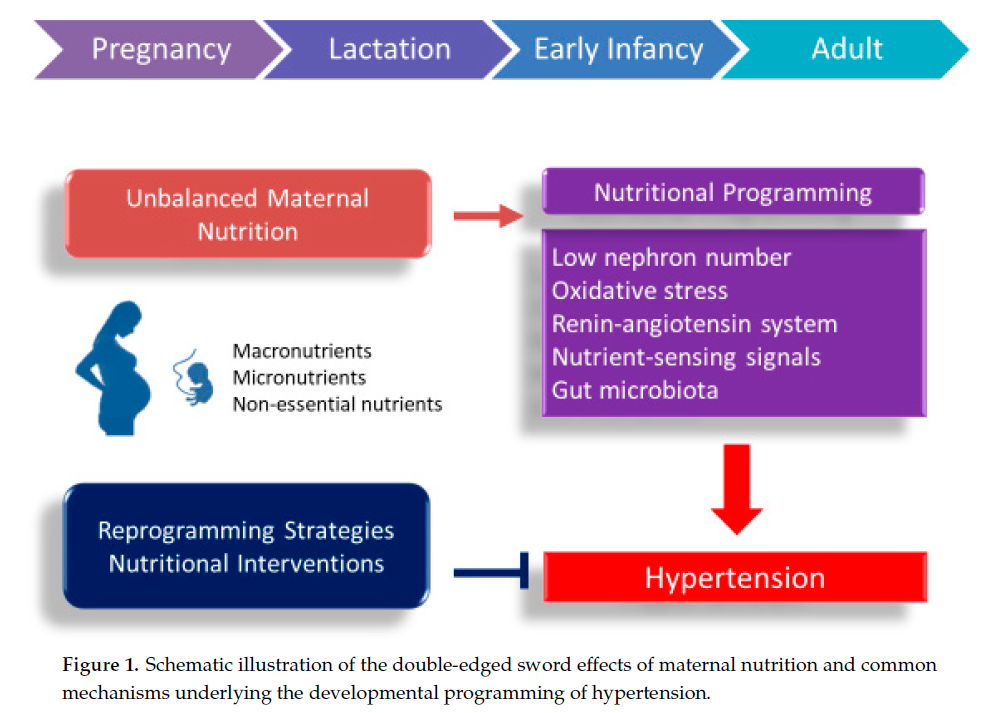 Pregnancy
Lactation
Early Infancy
Adult
Unbalanced Maternal
Nutrition
Nutritional Programming
Low nephron number
Oxidative stress
Renin-angiotensin system
Nutrient-sensing signals
Gut microbiota
Macronutrients
Micronutrients
Non-essential nutrients
Reprogramming Strategies
Nutritional Interventions
Hypertension
Figure 1. Schematic illustration of the double-edged sword effects of maternal nutrition and common
mechanisms underlying the developmental programming of hypertension.